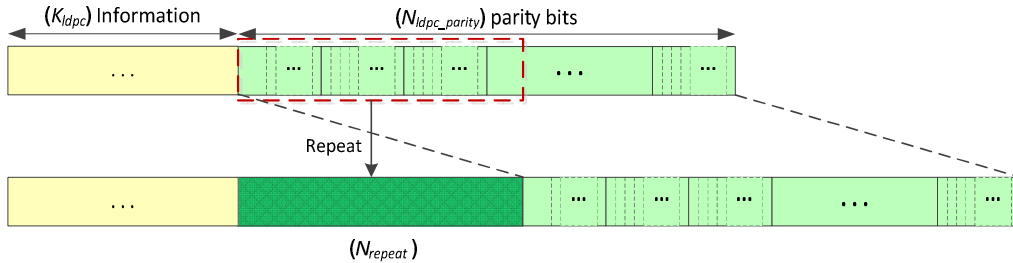 (Kldpc) Information (Nldpc_parity) parity bits
... ... ... ... ... ...
Repeat
... ... ... ... ... ...
(Nrepeat )